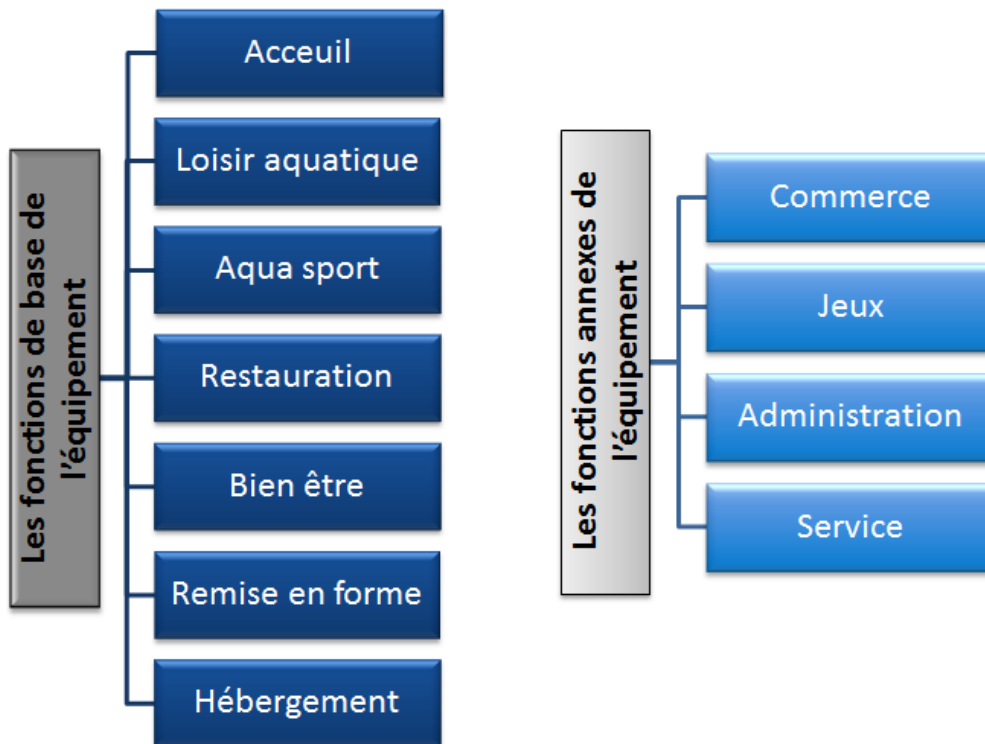 Les fonctions de base de
l'équipement
Acceuil
Loisir aquatique
Aqua sport
Restauration
Bien être
Remise en forme
Hébergement
Les fonctions annexes de
l'équipement
Commerce
Jeux
Administration
Service